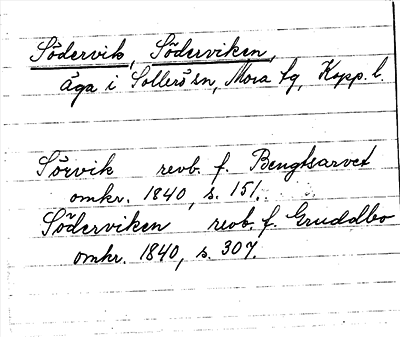 Södervik, Söderviken,
äga i Sollerö sn, Mora tg, Kopp. l.
Sörvik revb. f. Bengtsarvet
omkr. 1840, s. 151.
Söderviken revb. f. Gruddbo
omkr. 1840, s. 307.